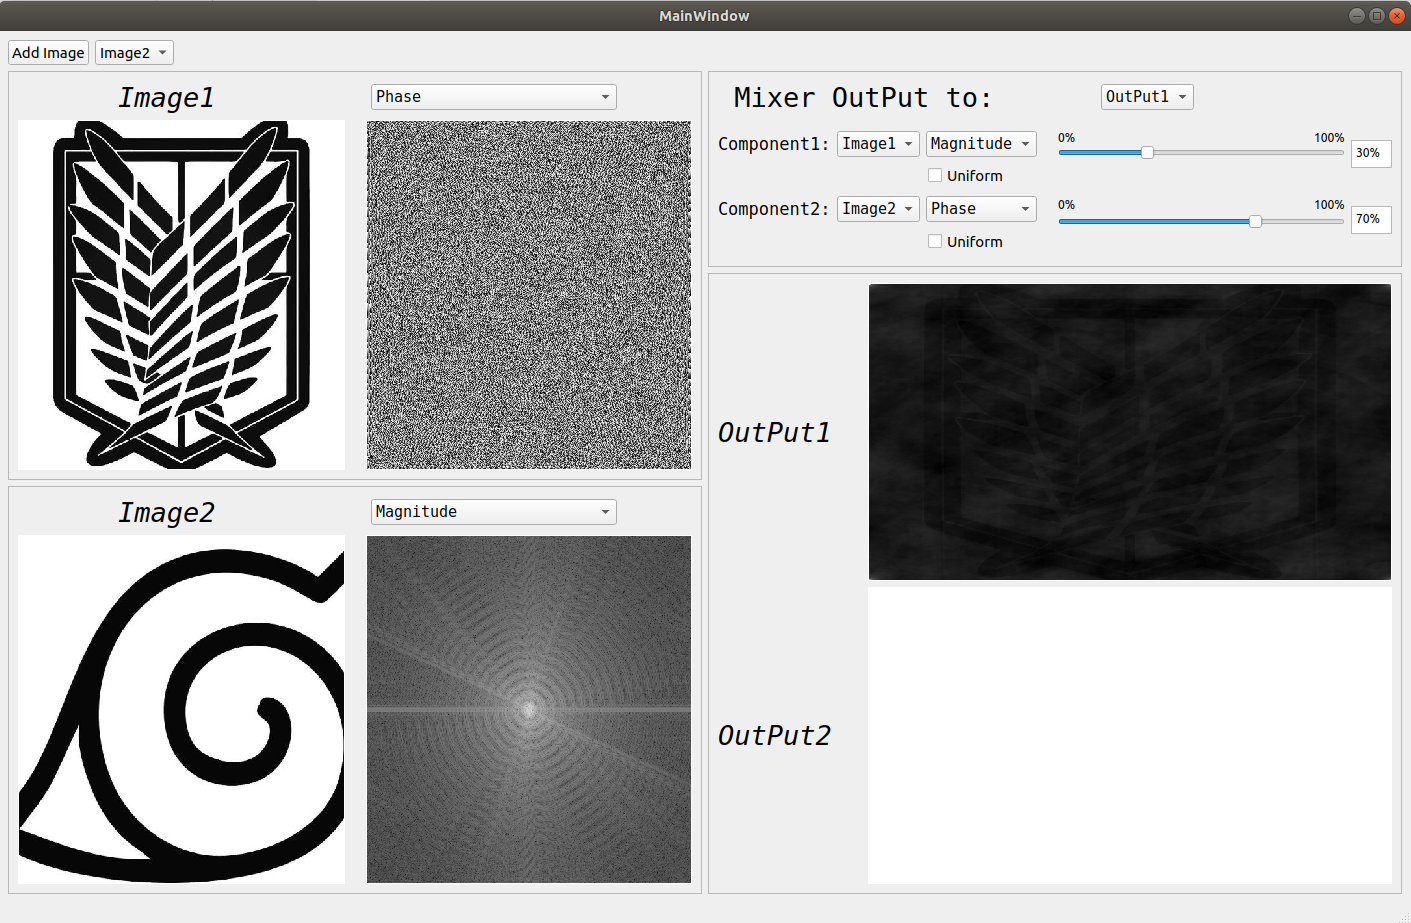 MainWindow
Add Image
Image2
Image1
Phase
Image2
Magnitude
Mixer OutPut to:
OutPut1
Component1:
Image1
Magnitude
0%
100%
30%
Uniform
Component2:
Image2
Phase
0%
100%
70%
Uniform
OutPut1
OutPut2